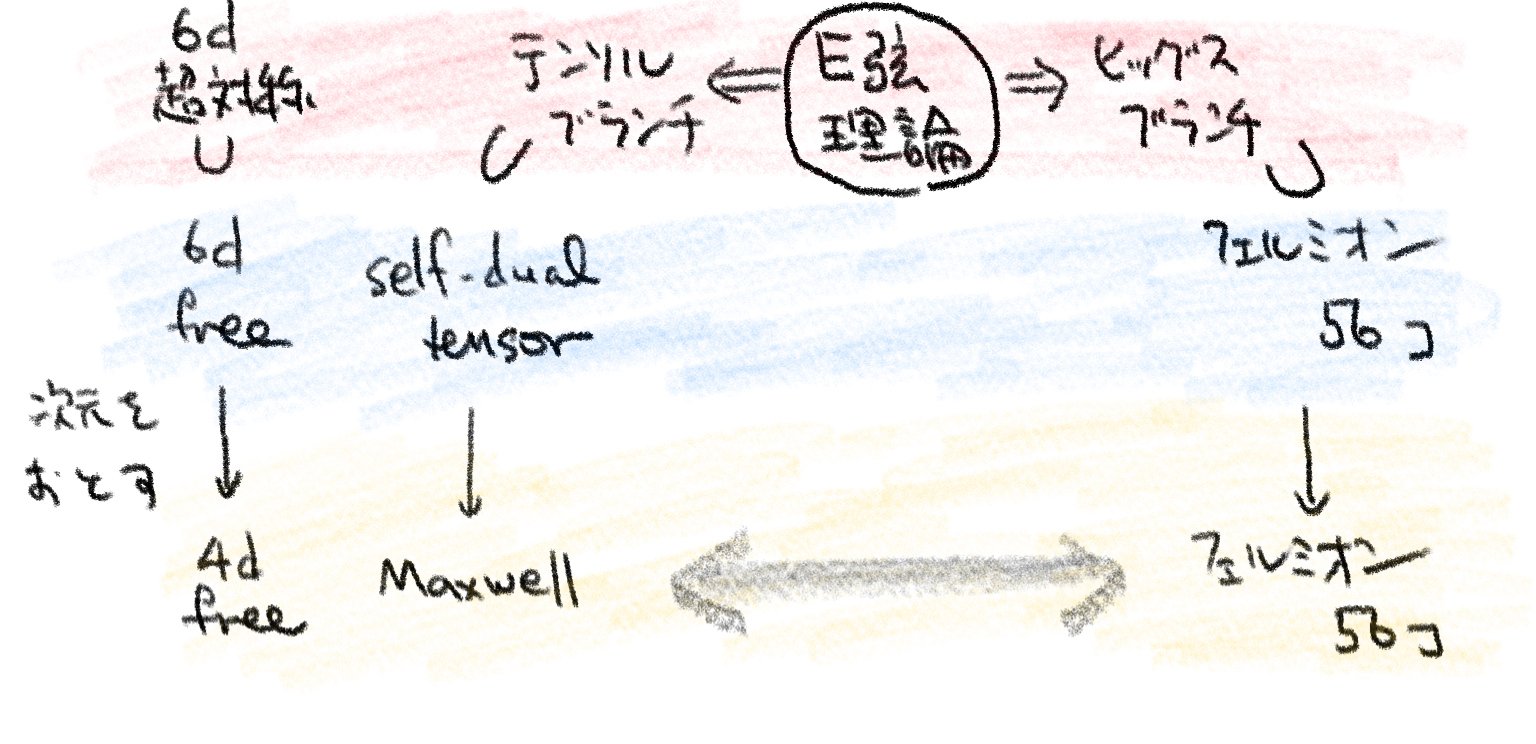 6d
超対称
テンソル
ブランチ
E弦
理論
ヒッグス
ブランチ
6d
free
self-dual
tensor
フェルミオン
56コ
次元を
おとす
4d
free
Maxwell
フェルミオン
56コ